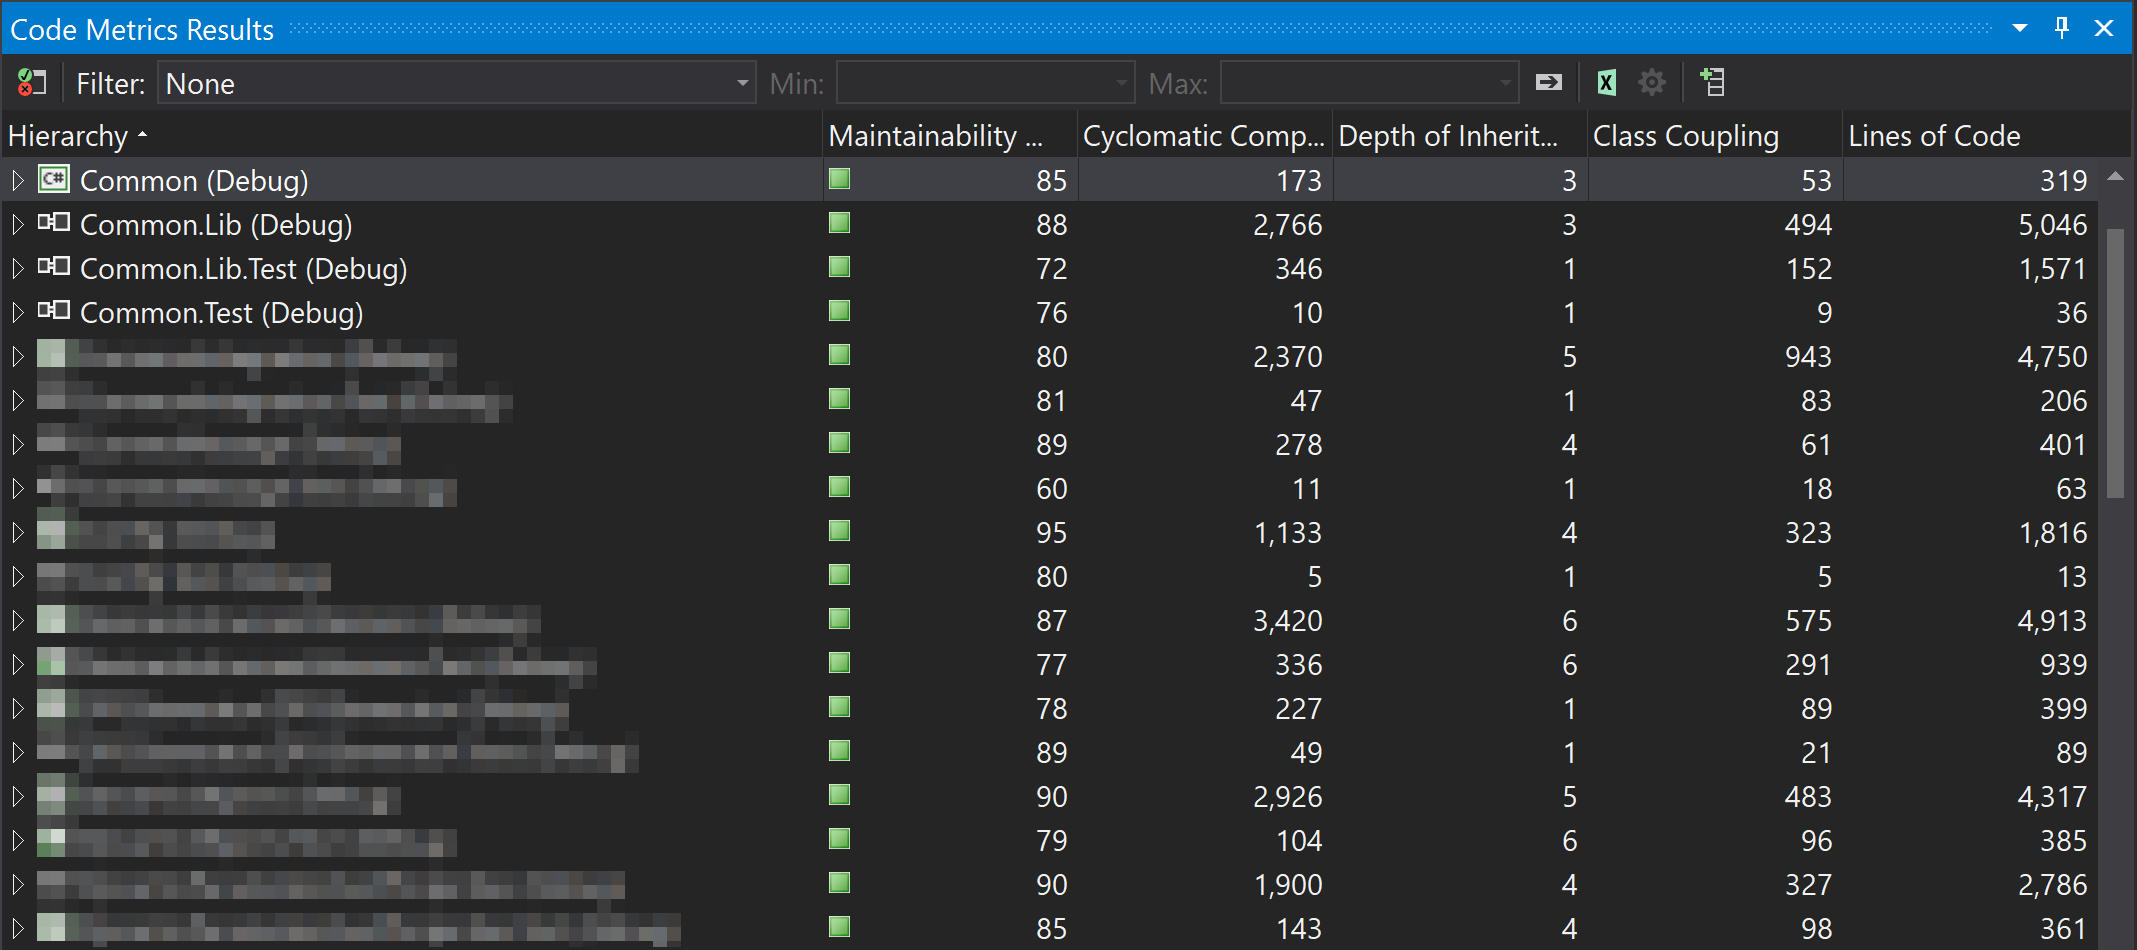 Code Metrics Results
Filter: None Min: Max:
Hierarchy Maintainability ... Cyclomatic Comp... Depth of Inherit... Class Coupling Lines of Code
C# Common (Debug) 85 173 3 53 319
Common.Lib (Debug) 88 2,766 3 494 5,046
Common.Lib.Test (Debug) 72 346 1 152 1,571
Common.Test (Debug) 76 10 1 9 36
80 2,370 5 943 4,750
81 47 1 83 206
89 278 4 61 401
60 11 1 18 63
95 1,133 4 323 1,816
80 5 1 5 13
87 3,420 6 575 4,913
77 336 6 291 939
78 227 1 89 399
89 49 1 21 89
90 2,926 5 483 4,317
79 104 6 96 385
90 1,900 4 327 2,786
85 143 4 98 361